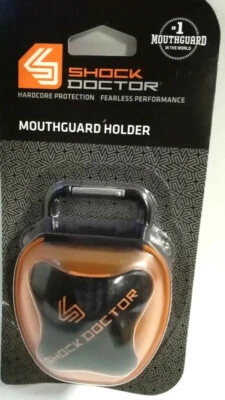 SHOCK
DOCTOR
HARDCORE PROTECTION FEARLESS PERFORMANCE
#1
MOUTHGUARD
IN THE WORLD
MOUTHGUARD HOLDER
SHOCK DOCTOR